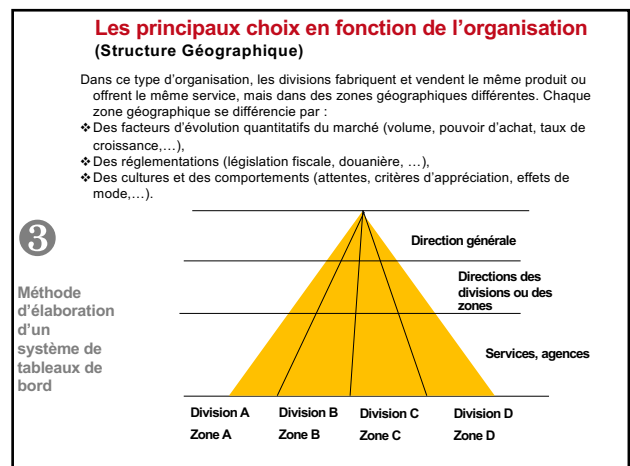 Les principaux choix en fonction de l'organisation
(Structure Géographique)
Dans ce type d'organisation, les divisions fabriquent et vendent le même produit ou
offrent le même service, mais dans des zones géographiques différentes. Chaque
zone géographique se différencie par :
❖Des facteurs d'évolution quantitatifs du marché (volume, pouvoir d'achat, taux de
croissance,…),
❖Des réglementations (législation fiscale, douanière, …),
❖Des cultures et des comportements (attentes, critères d'appréciation, effets de
mode,…).
❸
Méthode
d'élaboration
d'un
système de
tableaux de
bord
Direction générale
Directions des
divisions ou des
zones
Services, agences
Division A Division B Division C Division D
Zone A Zone B Zone C Zone D